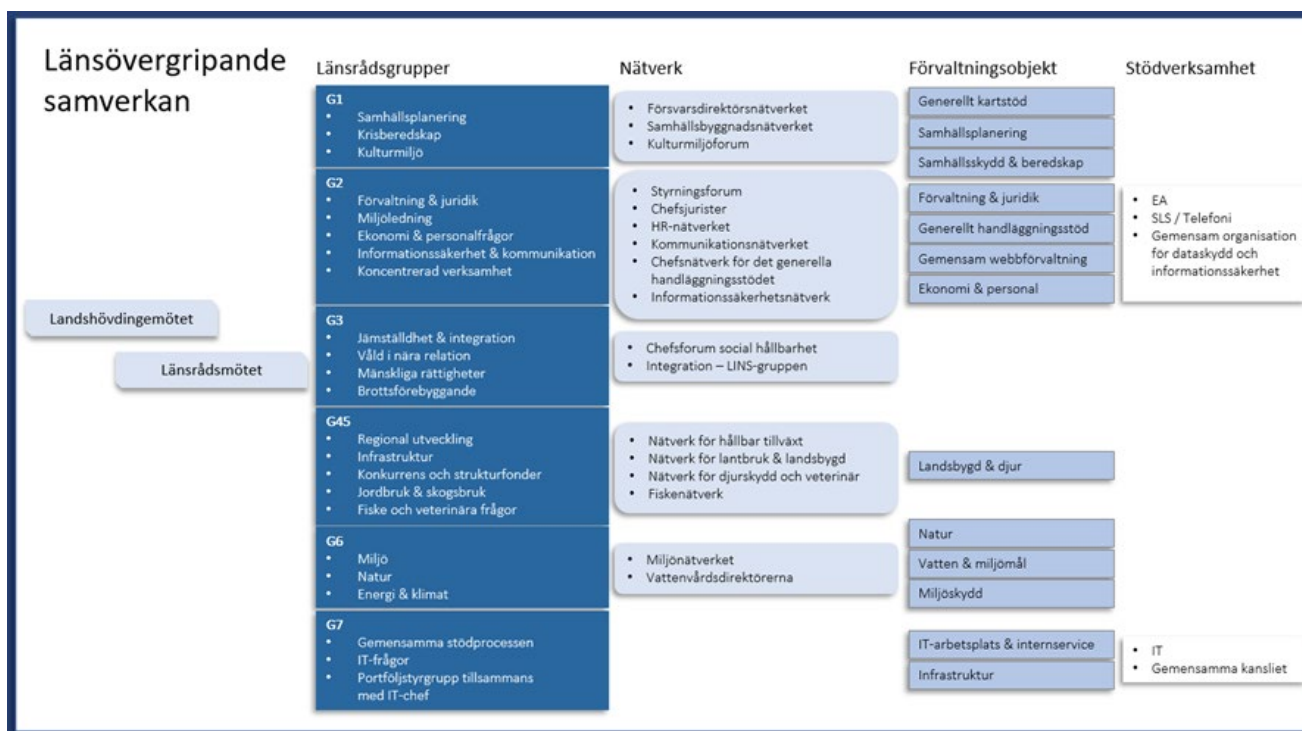 Länsövergripande
samverkan
Länsrådsgrupper
Nätverk
Förvaltningsobjekt
Stödverksamhet
G1
• Samhällsplanering
• Krisberedskap
• Kulturmiljö
• Försvarsdirektörsnätverket
• Samhällsbyggnadsnätverket
• Kulturmiljöforum
Generellt kartstöd
Samhällsplanering
Samhällsskydd & beredskap
G2
• Förvaltning & juridik
• Miljöledning
• Ekonomi & personalfrågor
• Informationssäkerhet & kommunikation
• Koncentrerad verksamhet
• Styrningsforum
• Chefsjurister
• HR-nätverket
• Kommunikationsnätverket
• Chefsnätverk för det generella
handläggningsstödet
• Informationssäkerhetsnätverk
Förvaltning & juridik
Generellt handläggningsstöd
Gemensam webbförvaltning
Ekonomi & personal
• EA
• SLS / Telefoni
• Gemensam organisation
för dataskydd och
informationssäkerhet
Landshövdingemötet
Länsrådsmötet
G3
• Jämställdhet & integration
• Våld i nära relation
• Mänskliga rättigheter
• Brottsförebyggande
• Chefsforum social hållbarhet
• Integration – LINS-gruppen
G45
• Regional utveckling
• Infrastruktur
• Konkurrens och strukturfonder
• Jordbruk & skogsbruk
• Fiske och veterinära frågor
• Nätverk för hållbar tillväxt
• Nätverk för lantbruk & landsbygd
• Nätverk för djurskydd och veterinär
• Fiskenätverk
Landsbygd & djur
G6
• Miljö
• Natur
• Energi & klimat
• Miljönätverket
• Vattenvårdsdirektörerna
Natur
Vatten & miljömål
Miljöskydd
G7
• Gemensamma stödprocessen
• IT-frågor
• Portföljstyrgrupp tillsammans
med IT-chef
IT-arbetsplats & internservice
Infrastruktur
• IT
• Gemensamma kansliet